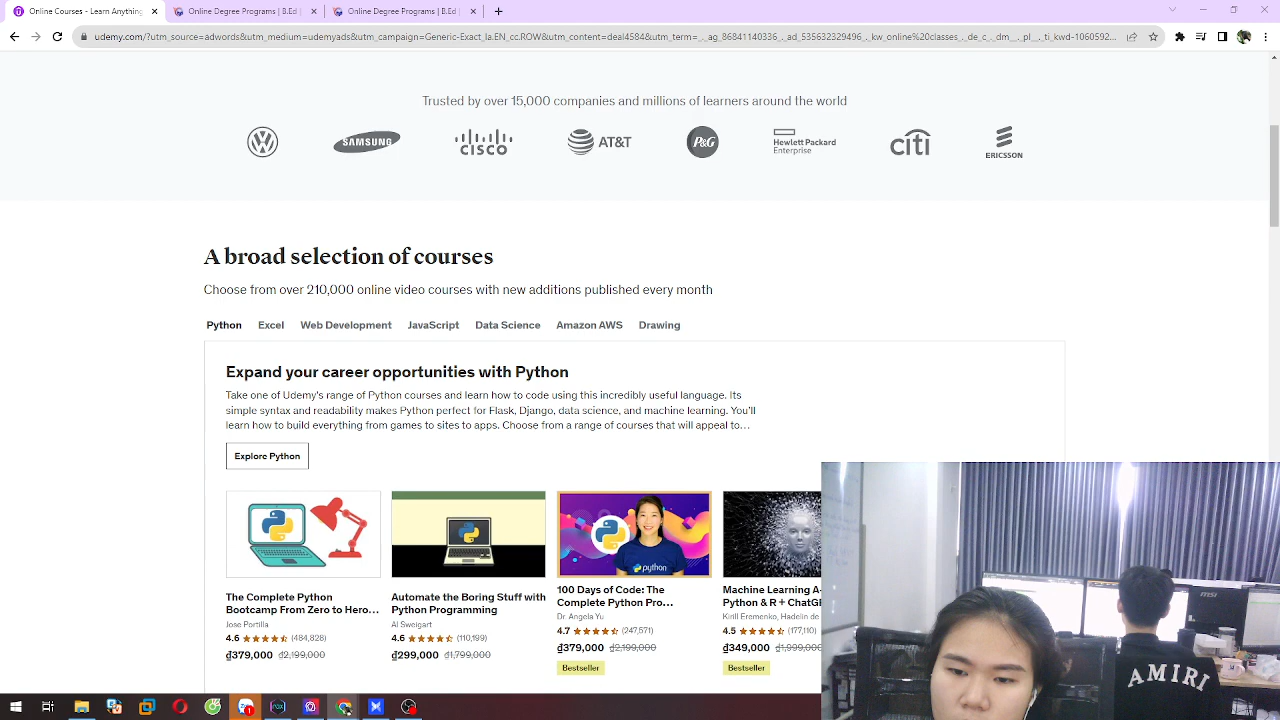 Online Courses - Learn Anything
Online Degree Programs | B.Ed |
Online Degree Programs | B.Ed |
udemy.com/?utm_source=adwords&utm_medium=udemyads&utm_campaign=Generic-Exact_la.EN_cc.ROW&utm_content=deal4584&utm_term=_._ag_86841140336_._ad_535632329496_._kw_online%20classes_._de_c_._dm__._pl__._ti_kwd-1060592...
Trusted by over 15,000 companies and millions of learners around the world
SAMSUNG
CISCO
AT&T
P&G
Hewlett Packard
Enterprise
citi
ERICSSON
A broad selection of courses
Choose from over 210,000 online video courses with new additions published every month
Python Excel Web Development JavaScript Data Science Amazon AWS Drawing
Expand your career opportunities with Python
Take one of Udemy's range of Python courses and learn how to code using this incredibly useful language. Its
simple syntax and readability makes Python perfect for Flask, Django, data science, and machine learning. You'll
learn how to build everything from games to sites to apps. Choose from a range of courses that will appeal to...
Explore Python
python
The Complete Python
Bootcamp From Zero to Hero...
Jose Portilla
4.6 (484,828)
₫379,000 ₫2,199,000
Automate the Boring Stuff with
Python Programming
Al Sweigart
4.6 (110,199)
₫299,000 ₫1,799,000
100 Days of Code: The
Complete Python Pro...
Dr. Angela Yu
4.7 (247,571)
₫379,000 ₫2,199,000
Bestseller
Machine Learning A-
Python & R + ChatG
Kirill Eremenko, Hadelin de
4.5 (177,110)
₫349,000 ₫1,999,000
Bestseller
msi
AMIRI